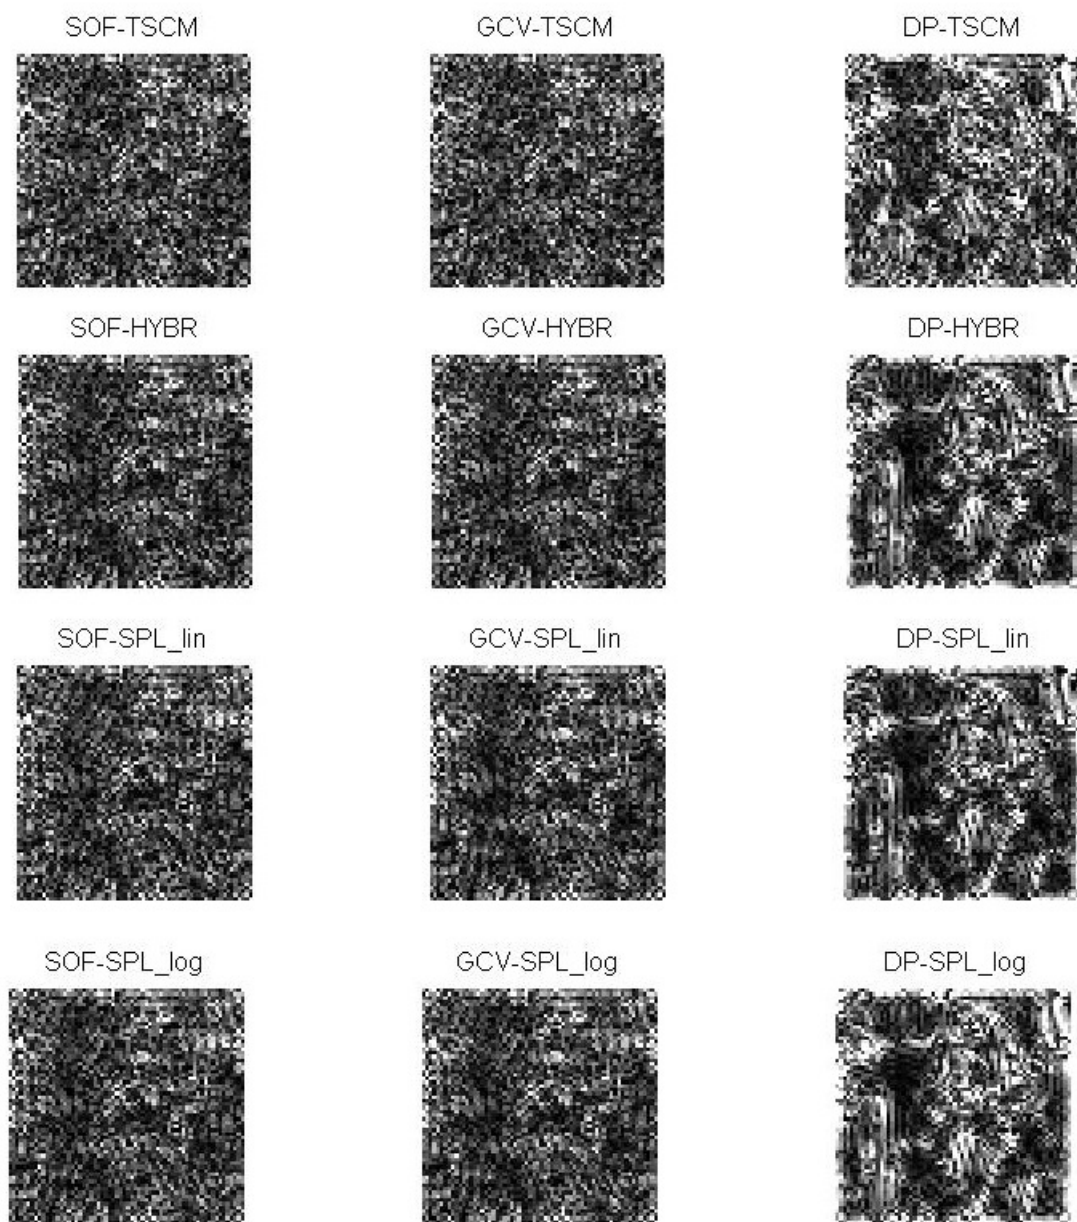 SOF-TSCM GCV-TSCM DP-TSCM
SOF-HYBR GCV-HYBR DP-HYBR
SOF-SPL_lin GCV-SPL_lin DP-SPL_lin
SOF-SPL_log GCV-SPL_log DP-SPL_log